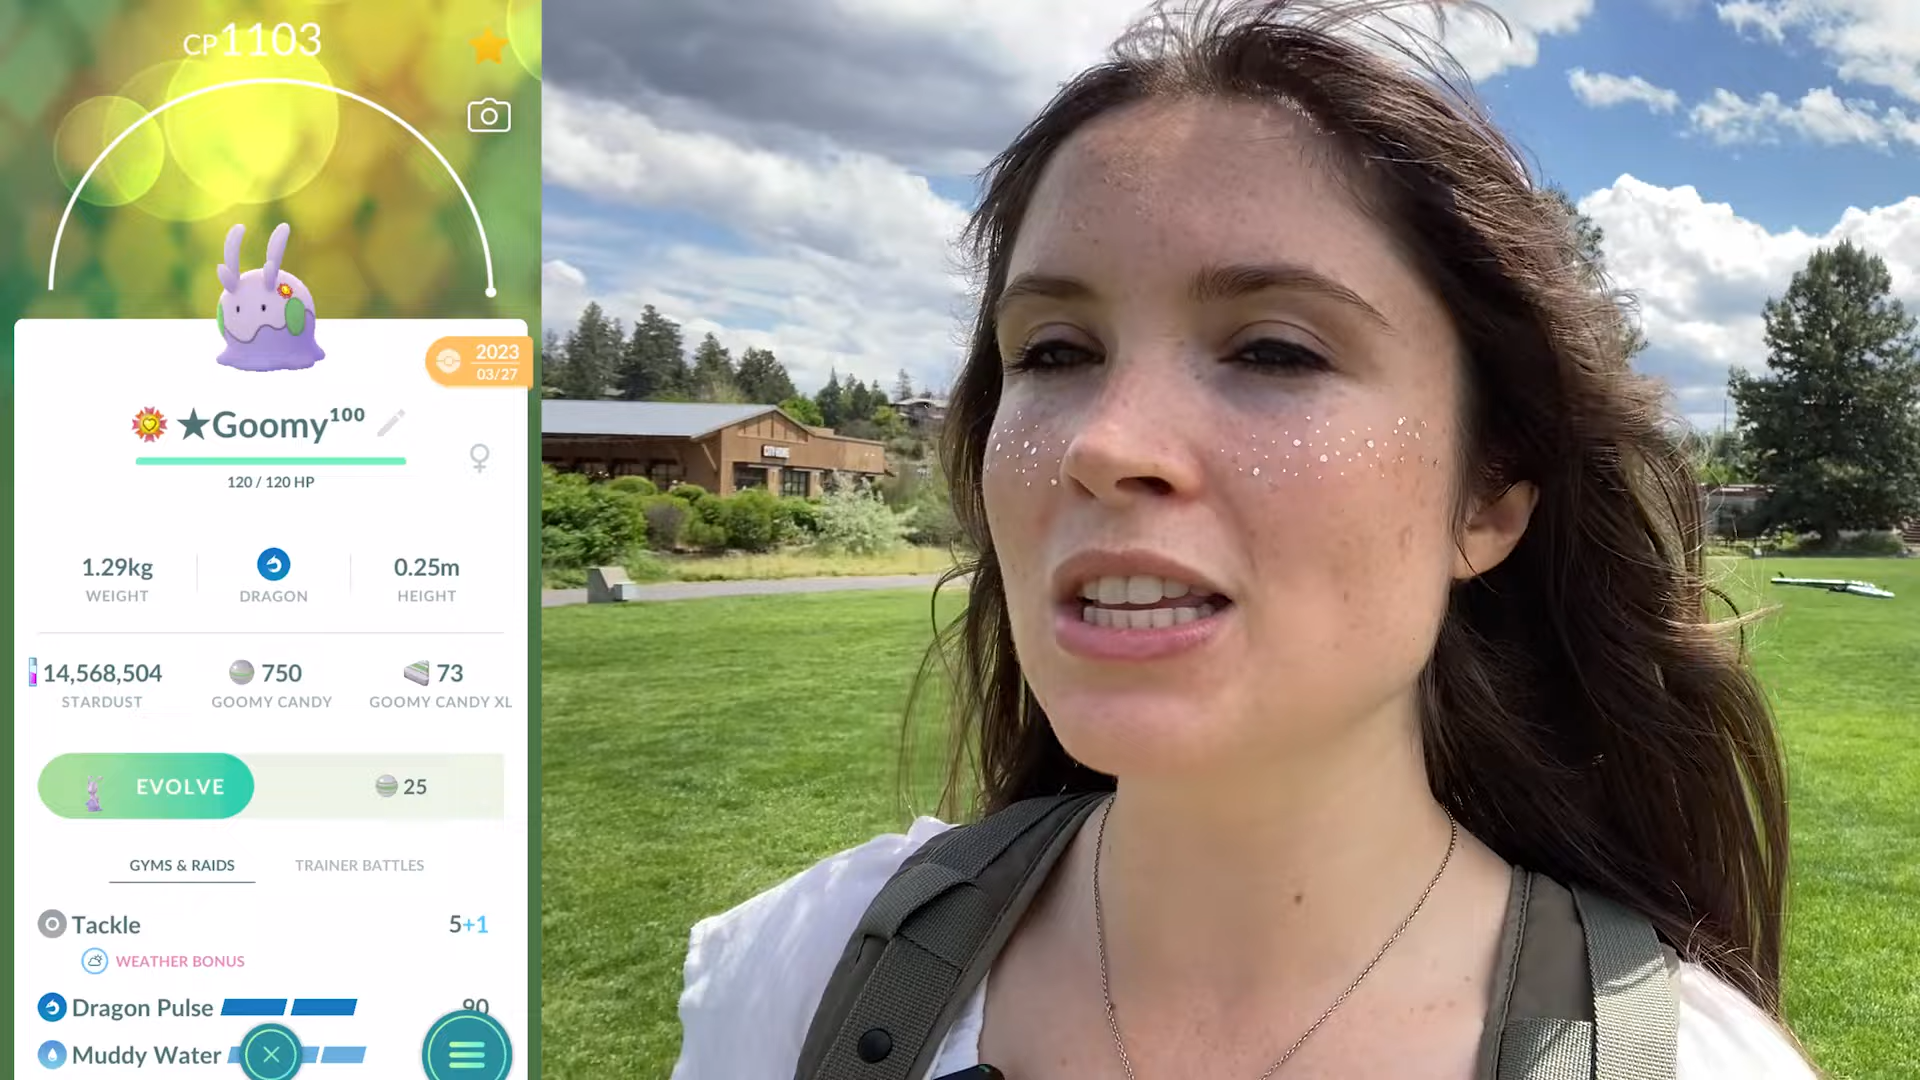 CP1103
2023
03/27
★Goomy¹⁰⁰
120 / 120 HP
1.29kg
WEIGHT
DRAGON
0.25m
HEIGHT
14,568,504
STARDUST
750
GOOMY CANDY
73
GOOMY CANDY XL
EVOLVE
25
GYMS & RAIDS
TRAINER BATTLES
Tackle
5+1
WEATHER BONUS
Dragon Pulse
90
Muddy Water